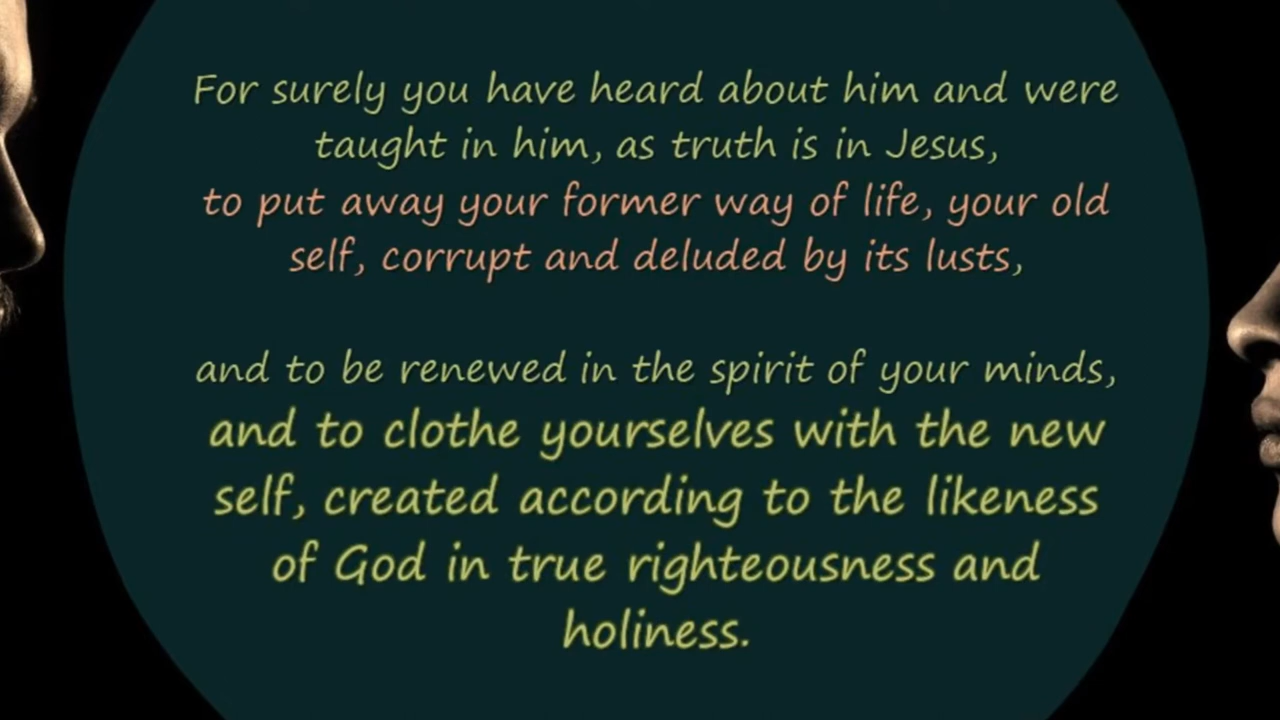 For surely you have heard about him and were
taught in him, as truth is in Jesus,
to put away your former way of life, your old
self, corrupt and deluded by its lusts,
and to be renewed in the spirit of your minds,
and to clothe yourselves with the new
self, created according to the likeness
of God in true righteousness and
holiness.